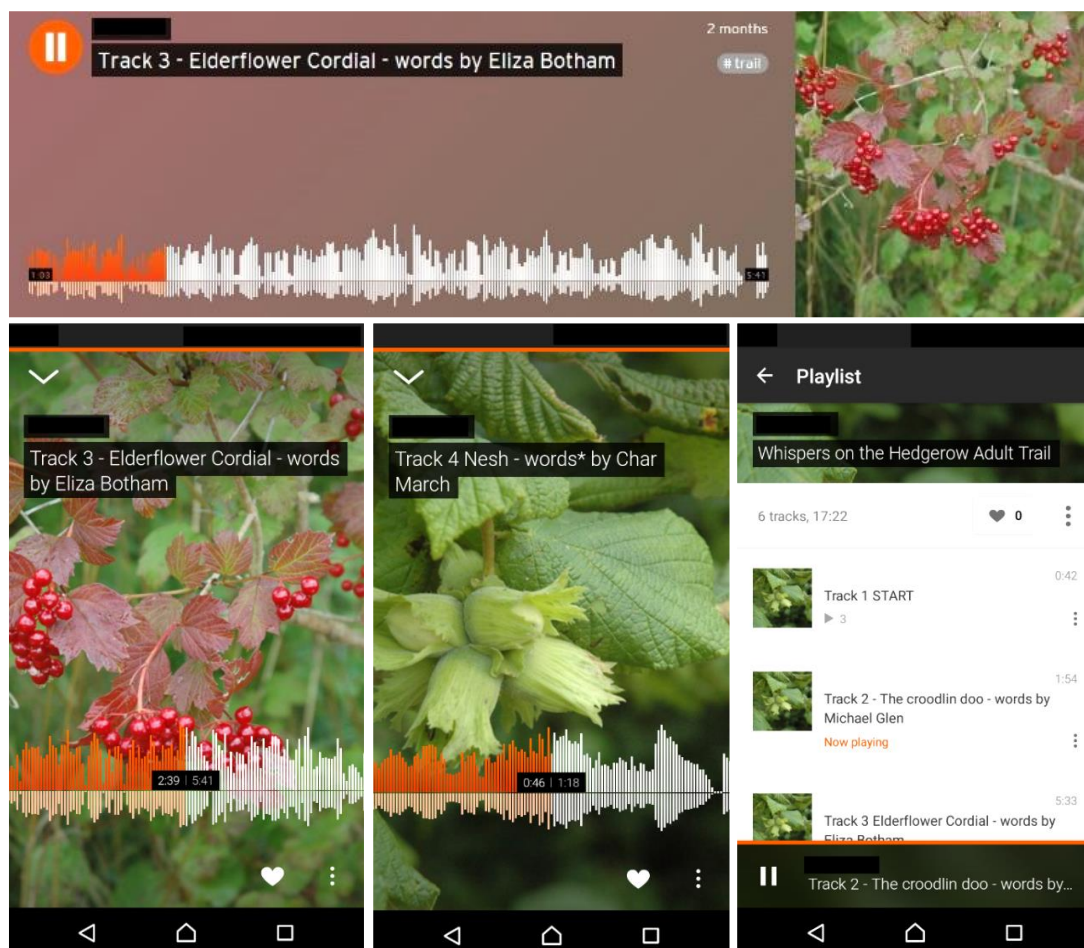 Track 3 - Elderflower Cordial - words by Eliza Botham
2 months
# trail
1:03
5:41
Track 3 - Elderflower Cordial - words
by Eliza Botham
2:39 | 5:41
Track 4 Nesh - words* by Char
March
0:46 | 1:18
Playlist
Whispers on the Hedgerow Adult Trail
6 tracks, 17:22
0
0:42
Track 1 START
3
1:54
Track 2 - The croodlin doo - words by
Michael Glen
Now playing
5:33
Track 3 Elderflower Cordial - words by
Eliza Botham
Track 2 - The croodlin doo - words by...